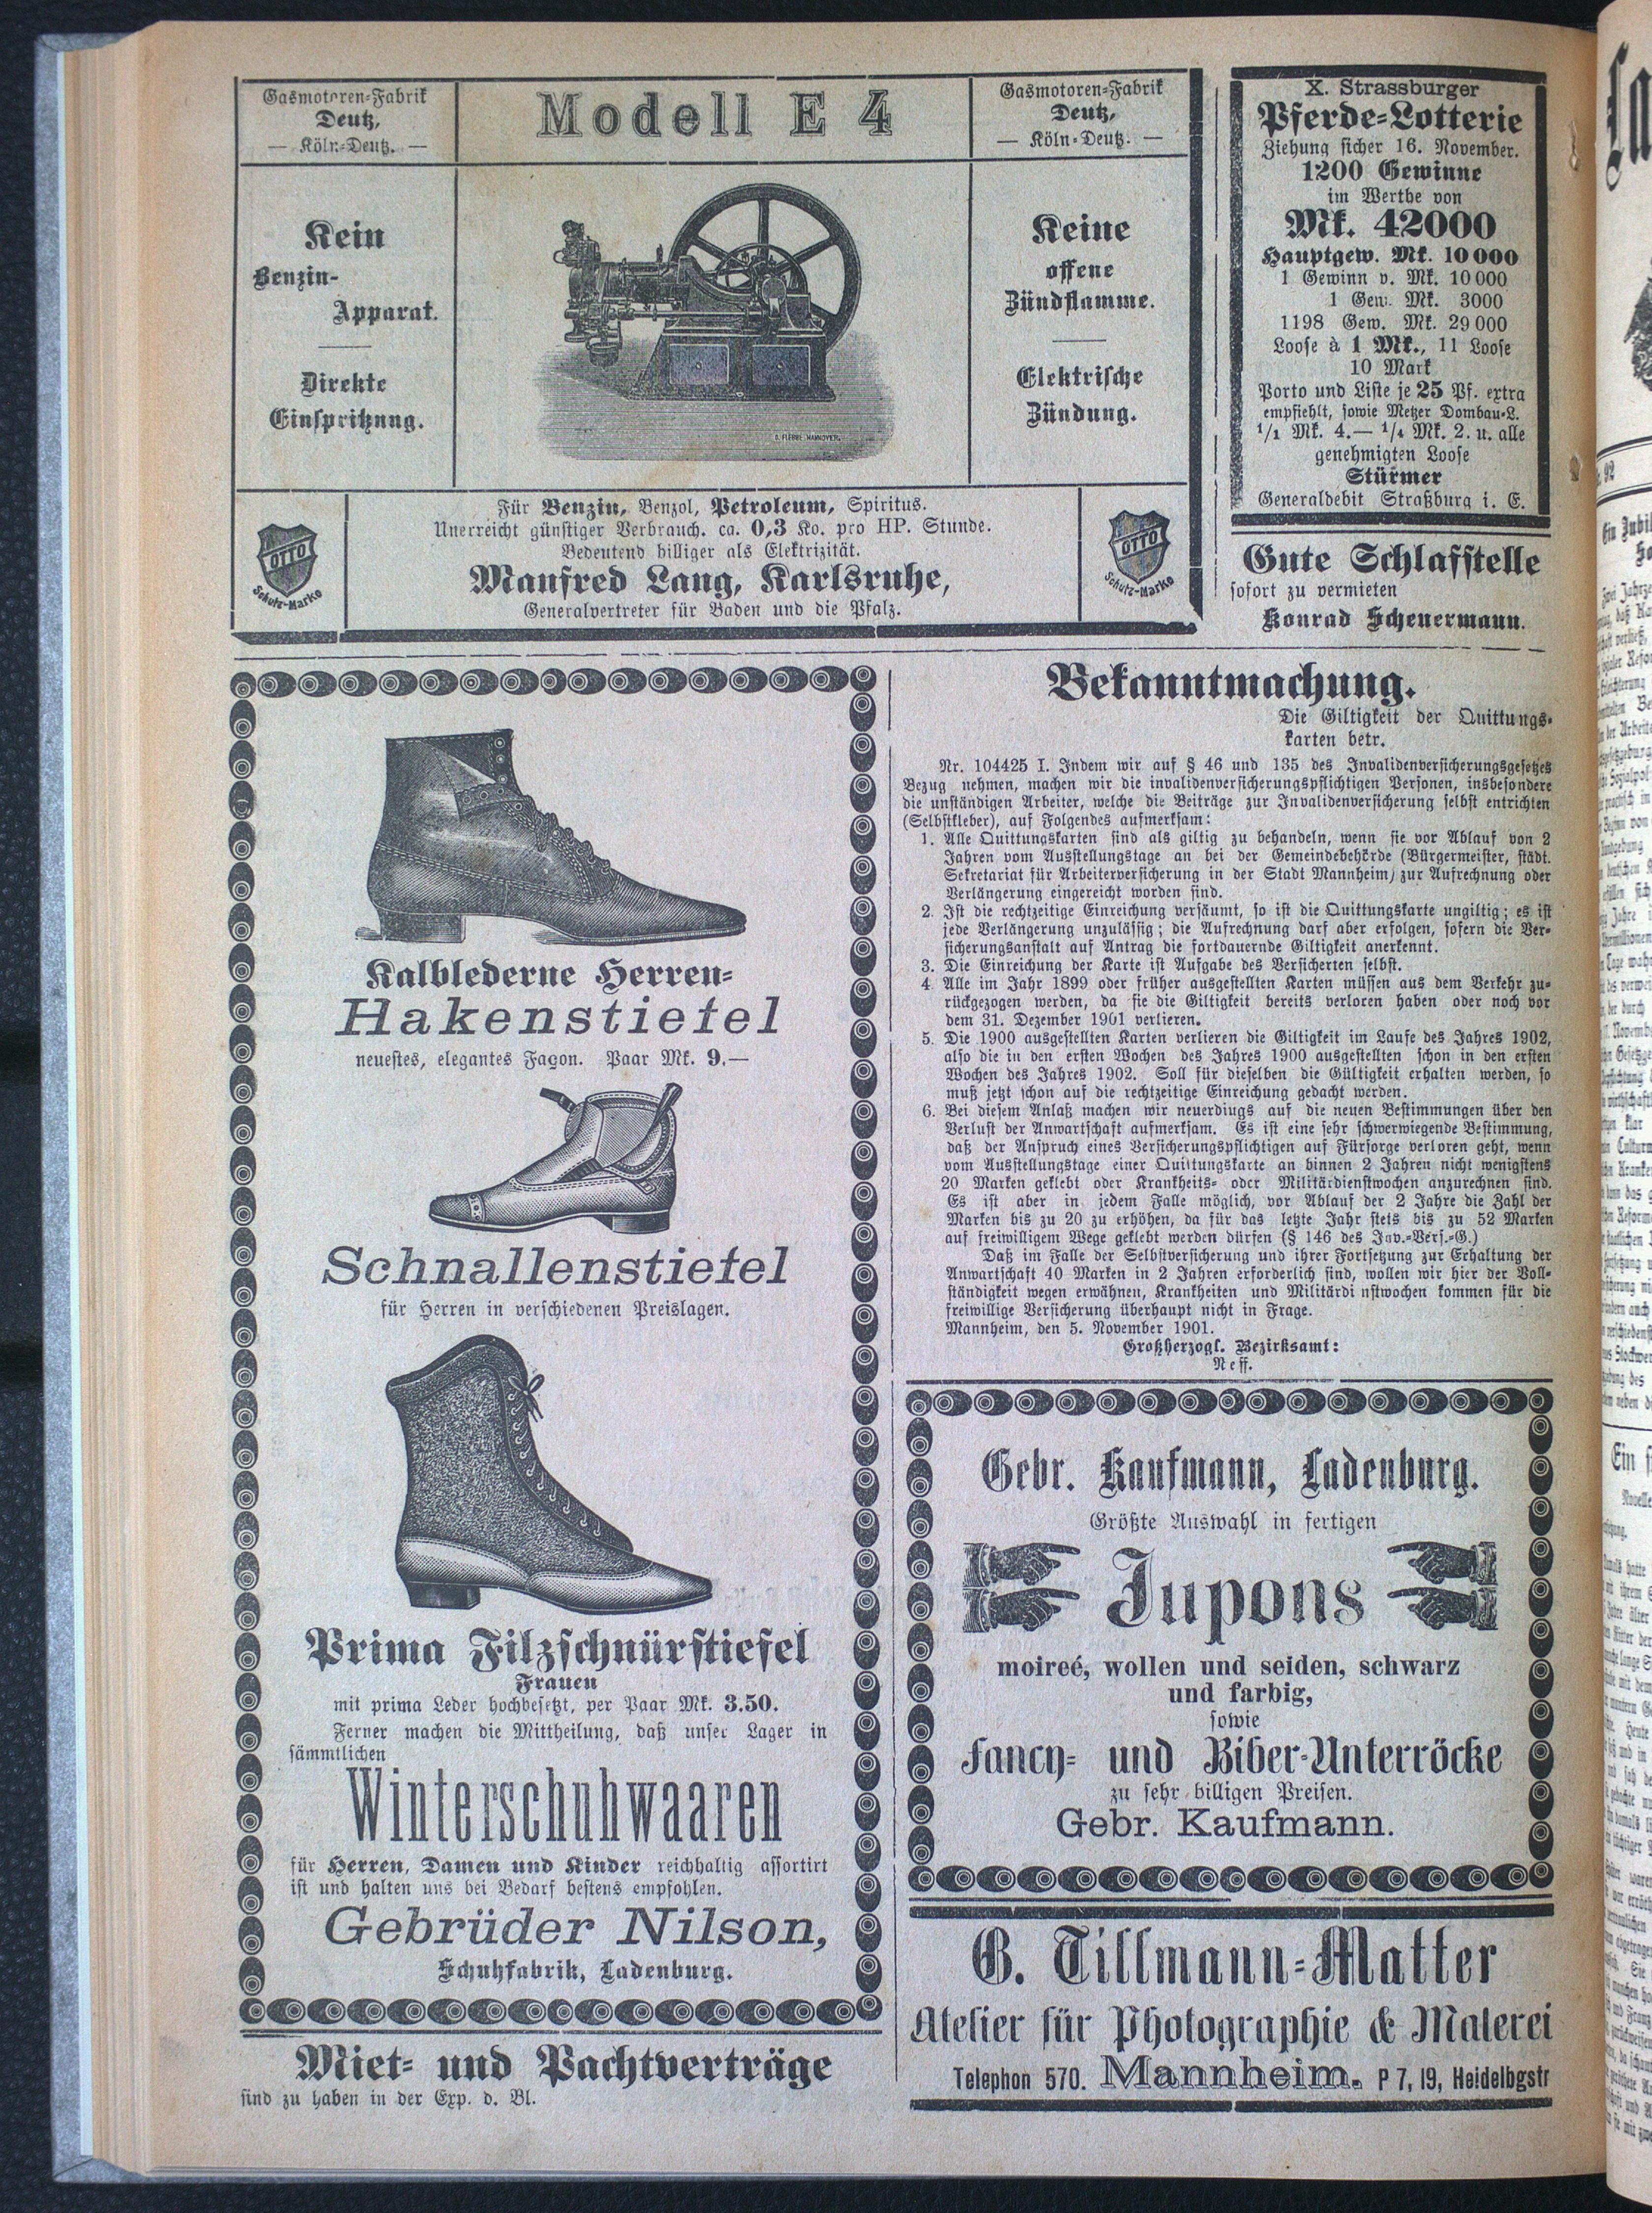 Gasmotoren-Fabrik
Deutz,
— Köln-Deutz. —
Modell E 4
Gasmotoren-Fabrik
Deutz,
— Köln-Deutz. —
Kein
Benzin-
Apparat.
Direkte
Einspritzung.
Keine
offene
Zündflamme.
Elektrische
Zündung.
Für Benzin, Benzol, Petroleum, Spiritus.
Unerreicht günstiger Verbrauch. ca. 0,3 Ko. pro HP. Stunde.
Bedeutend billiger als Elektrizität.
Manfred Lang, Karlsruhe,
Generalvertreter für Baden und die Pfalz.
OTTO
Schutz-Marke
OTTO
Schutz-Marke
X. Strassburger
Pferde-Lotterie
Ziehung sicher 16. November.
1200 Gewinne
im Werthe von
Mk. 42000
Hauptgew. Mk. 10000
1 Gewinn v. Mk. 10000
1 Gew. Mk. 3000
1198 Gew. Mk. 29000
Loose à 1 Mk., 11 Loose
10 Mark
Porto und Liste je 25 Pf. extra
empfiehlt, sowie Metzer Dombau-L.
1/1 Mk. 4.— 1/4 Mk. 2. u. alle
genehmigten Loose
Stürmer
Generaldebit Straßburg i. E.
Gute Schlafstelle
sofort zu vermieten
Konrad Scheuermann.
Kalblederne Herren-
Hakenstiefel
neuestes, elegantes Façon. Paar Mk. 9.—
Schnallenstiefel
für Herren in verschiedenen Preislagen.
Prima Filzschnürstiefel
Frauen
mit prima Leder hochbesetzt, per Paar Mk. 3.50.
Ferner machen die Mittheilung, daß unser Lager in
sämmtlichen
Winterschuhwaaren
für Herren, Damen und Kinder reichhaltig assortirt
ist und halten uns bei Bedarf bestens empfohlen.
Gebrüder Nilson,
Schuhfabrik, Ladenburg.
Miet- und Pachtverträge
sind zu haben in der Exp. d. Bl.
Bekanntmachung.
Die Giltigkeit der Quittungs-
karten betr.
Nr. 104425 I. Indem wir auf § 46 und 135 des Invalidenversicherungsgesetzes
Bezug nehmen, machen wir die invalidenversicherungspflichtigen Personen, insbesondere
die unständigen Arbeiter, welche die Beiträge zur Invalidenversicherung selbst entrichten
(Selbstkleber), auf Folgendes aufmerksam:
1. Alle Quittungskarten sind als giltig zu behandeln, wenn sie vor Ablauf von 2
Jahren vom Ausstellungstage an bei der Gemeindebehörde (Bürgermeister, städt.
Sekretariat für Arbeiterversicherung in der Stadt Mannheim) zur Aufrechnung oder
Verlängerung eingereicht worden sind.
2. Ist die rechtzeitige Einreichung versäumt, so ist die Quittungskarte ungiltig; es ist
jede Verlängerung unzulässig; die Aufrechnung darf aber erfolgen, sofern die Ver-
sicherungsanstalt auf Antrag die fortdauernde Giltigkeit anerkennt.
3. Die Einreichung der Karte ist Aufgabe des Versicherten selbst.
4. Alle im Jahr 1899 oder früher ausgestellten Karten müssen aus dem Verkehr zu-
rückgezogen werden, da sie die Giltigkeit bereits verloren haben oder noch vor
dem 31. Dezember 1901 verlieren.
5. Die 1900 ausgestellten Karten verlieren die Giltigkeit im Laufe des Jahres 1902,
also die in den ersten Wochen des Jahres 1900 ausgestellten schon in den ersten
Wochen des Jahres 1902. Soll für dieselben die Gültigkeit erhalten werden, so
muß jetzt schon auf die rechtzeitige Einreichung gedacht werden.
6. Bei diesem Anlaß machen wir neuerdings auf die neuen Bestimmungen über den
Verlust der Anwartschaft aufmerksam. Es ist eine sehr schwerwiegende Bestimmung,
daß der Anspruch eines Versicherungspflichtigen auf Fürsorge verloren geht, wenn
vom Ausstellungstage einer Quittungskarte an binnen 2 Jahren nicht wenigstens
20 Marken geklebt oder Krankheits- oder Militärdienstwochen anzurechnen sind.
Es ist aber in jedem Falle möglich, vor Ablauf der 2 Jahre die Zahl der
Marken bis zu 20 zu erhöhen, da für das letzte Jahr stets bis zu 52 Marken
auf freiwilligem Wege geklebt werden dürfen (§ 146 des Inv.-Vers.-G.)
Daß im Falle der Selbstversicherung und ihrer Fortsetzung zur Erhaltung der
Anwartschaft 40 Marken in 2 Jahren erforderlich sind, wollen wir hier der Voll-
ständigkeit wegen erwähnen, Krankheiten und Militärdi nstwochen kommen für die
freiwillige Versicherung überhaupt nicht in Frage.
Mannheim, den 5. November 1901.
Großherzogl. Bezirksamt:
Neff.
Gebr. Kaufmann, Ladenburg.
Größte Auswahl in fertigen
Jupons
moireé, wollen und seiden, schwarz
und farbig,
sowie
Fancy- und Biber-Unterröcke
zu sehr billigen Preisen.
Gebr. Kaufmann.
G. Tillmann-Matter
Atelier für Photographie & Malerei
Telephon 570. Mannheim. P 7, 19, Heidelbgstr